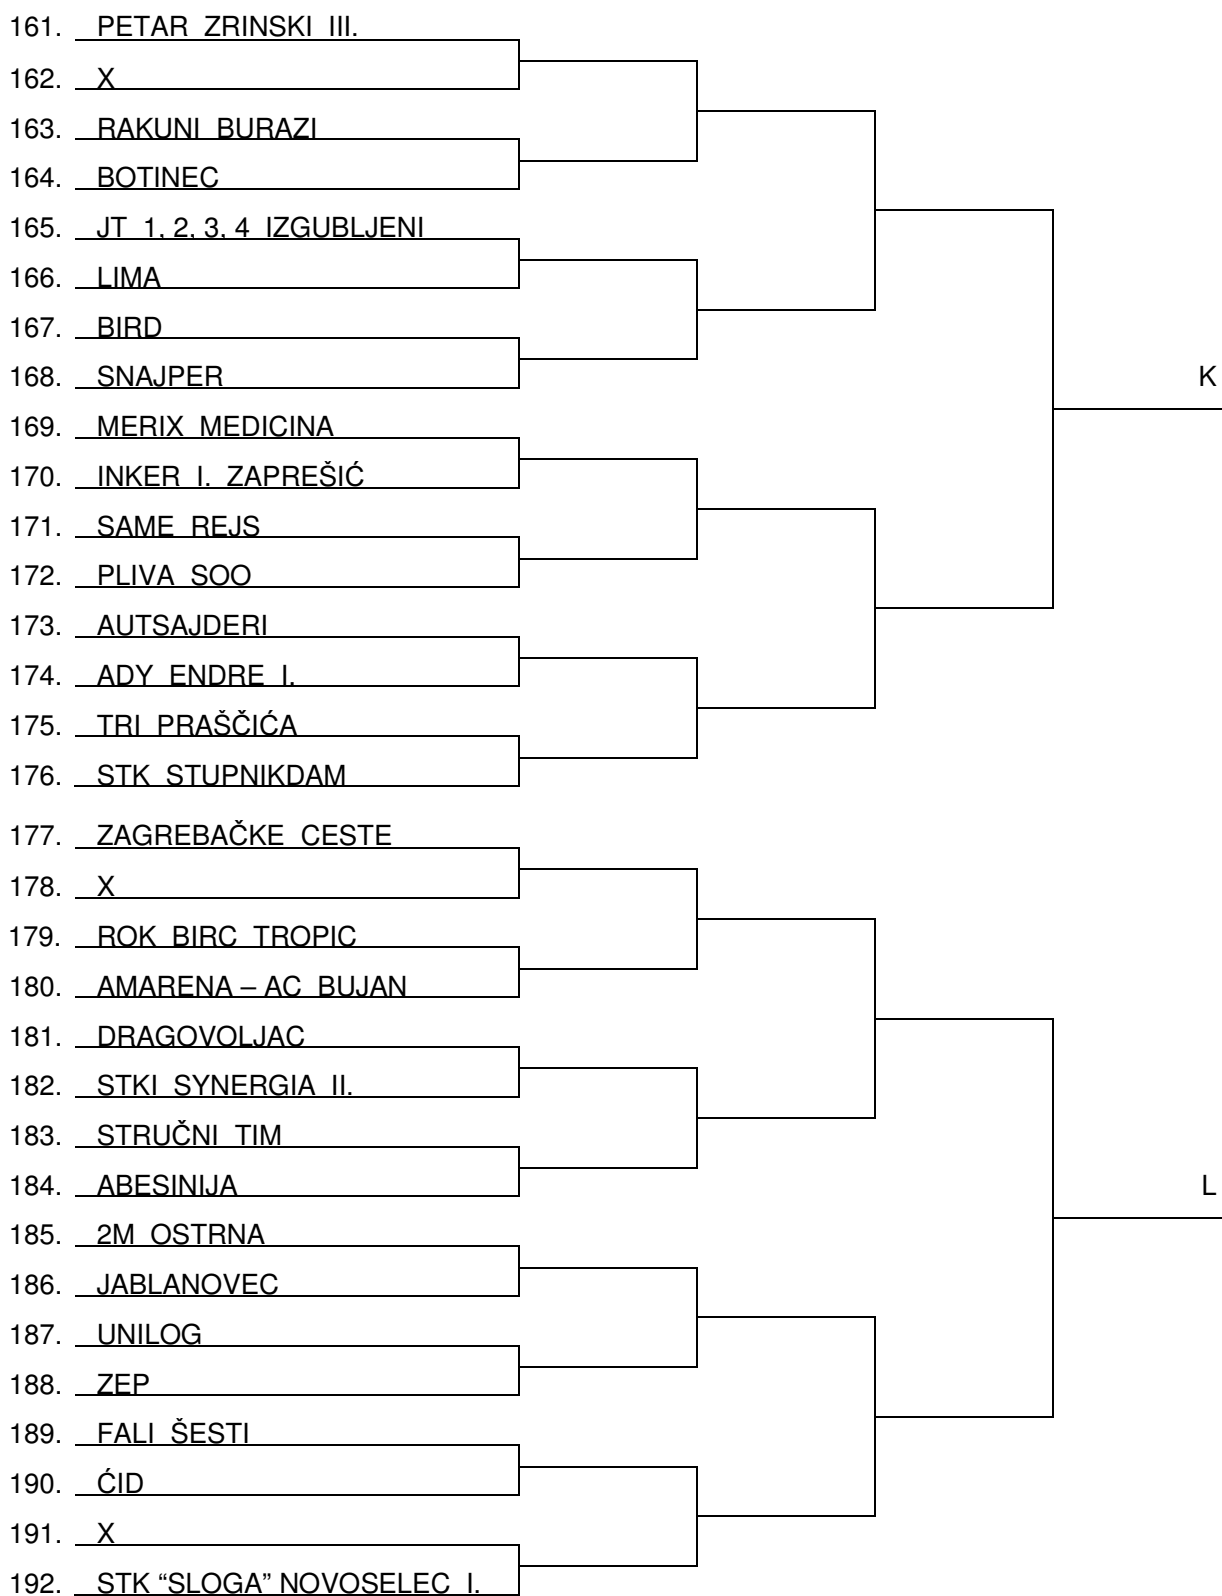 161. PETAR ZRINSKI III.
162. X
163. RAKUNI BURAZI
164. BOTINEC
165. JT 1, 2, 3, 4 IZGUBLJENI
166. LIMA
167. BIRD
168. SNAJPER
K
169. MERIX MEDICINA
170. INKER I. ZAPREŠIĆ
171. SAME REJS
172. PLIVA SOO
173. AUTSAJDERI
174. ADY ENDRE I.
175. TRI PRAŠČIĆA
176. STK STUPNIKDAM
177. ZAGREBAČKE CESTE
178. X
179. ROK BIRC TROPIC
180. AMARENA – AC BUJAN
181. DRAGOVOLJAC
182. STKI SYNERGIA II.
183. STRUČNI TIM
184. ABESINIJA
L
185. 2M OSTRNA
186. JABLANOVEC
187. UNILOG
188. ZEP
189. FALI ŠESTI
190. ĆID
191. X
192. STK “SLOGA” NOVOSELEC I.